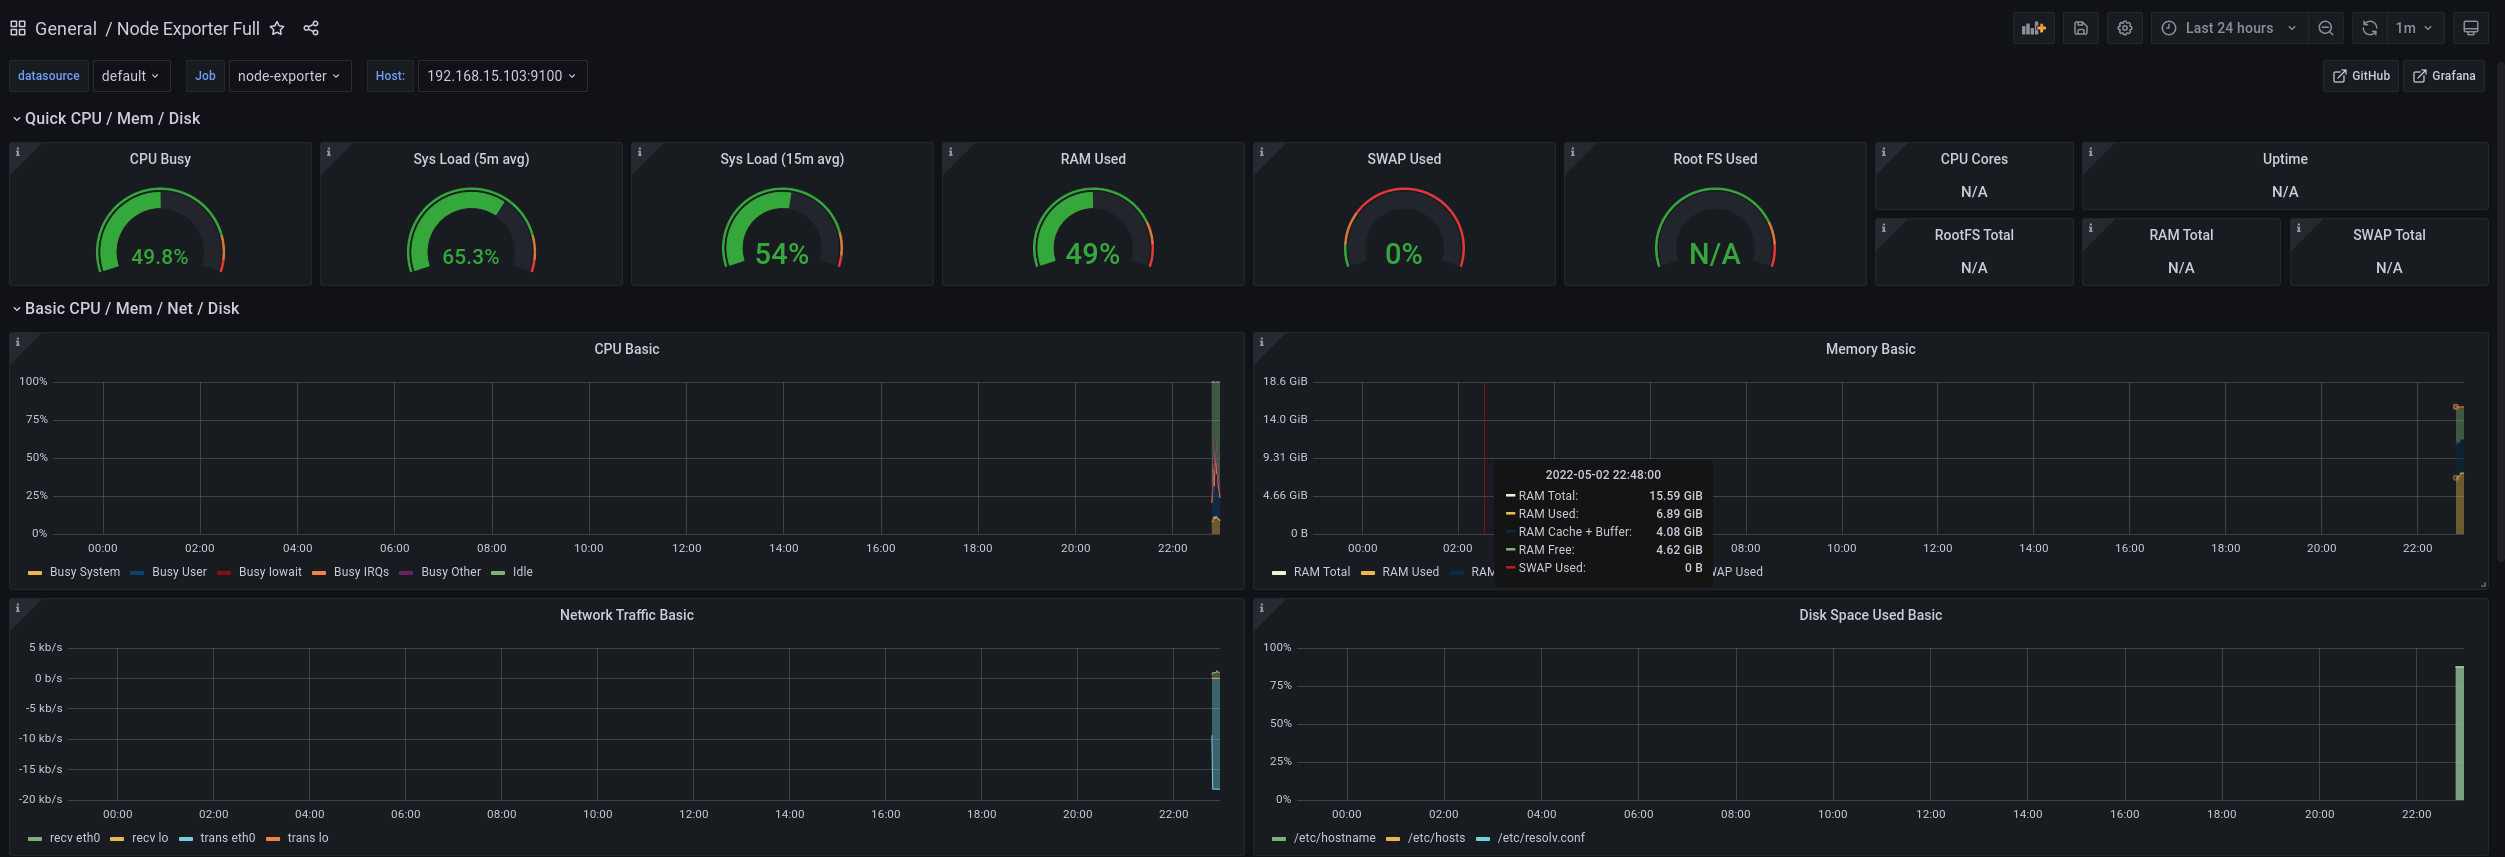 General / Node Exporter Full
Last 24 hours
1m
datasource default Job node-exporter Host: 192.168.15.103:9100
GitHub Grafana
Quick CPU / Mem / Disk
CPU Busy
49.8%
Sys Load (5m avg)
65.3%
Sys Load (15m avg)
54%
RAM Used
49%
SWAP Used
0%
Root FS Used
N/A
CPU Cores
N/A
Uptime
N/A
RootFS Total
N/A
RAM Total
N/A
SWAP Total
N/A
Basic CPU / Mem / Net / Disk
CPU Basic
100%
75%
50%
25%
0%
00:00 02:00 04:00 06:00 08:00 10:00 12:00 14:00 16:00 18:00 20:00 22:00
Busy System Busy User Busy Iowait Busy IRQs Busy Other Idle
Memory Basic
18.6 GiB
14.0 GiB
9.31 GiB
4.66 GiB
0 B
00:00 02:00 08:00 10:00 12:00 14:00 16:00 18:00 20:00 22:00
2022-05-02 22:48:00
RAM Total: 15.59 GiB
RAM Used: 6.89 GiB
RAM Cache + Buffer: 4.08 GiB
RAM Free: 4.62 GiB
SWAP Used: 0 B
RAM Total RAM Used RAM WAP Used
Network Traffic Basic
5 kb/s
0 b/s
-5 kb/s
-10 kb/s
-15 kb/s
-20 kb/s
00:00 02:00 04:00 06:00 08:00 10:00 12:00 14:00 16:00 18:00 20:00 22:00
recv eth0 recv lo trans eth0 trans lo
Disk Space Used Basic
100%
75%
50%
25%
0%
00:00 02:00 04:00 06:00 08:00 10:00 12:00 14:00 16:00 18:00 20:00 22:00
/etc/hostname /etc/hosts /etc/resolv.conf